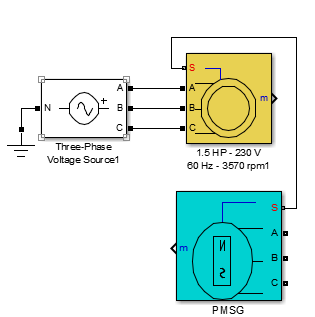 S
A
A
N
+
B
B
m
C
C
Three-Phase
Voltage Source1
1.5 HP - 230 V
60 Hz - 3570 rpm1
S
A
m
N
S
B
C
PMSG